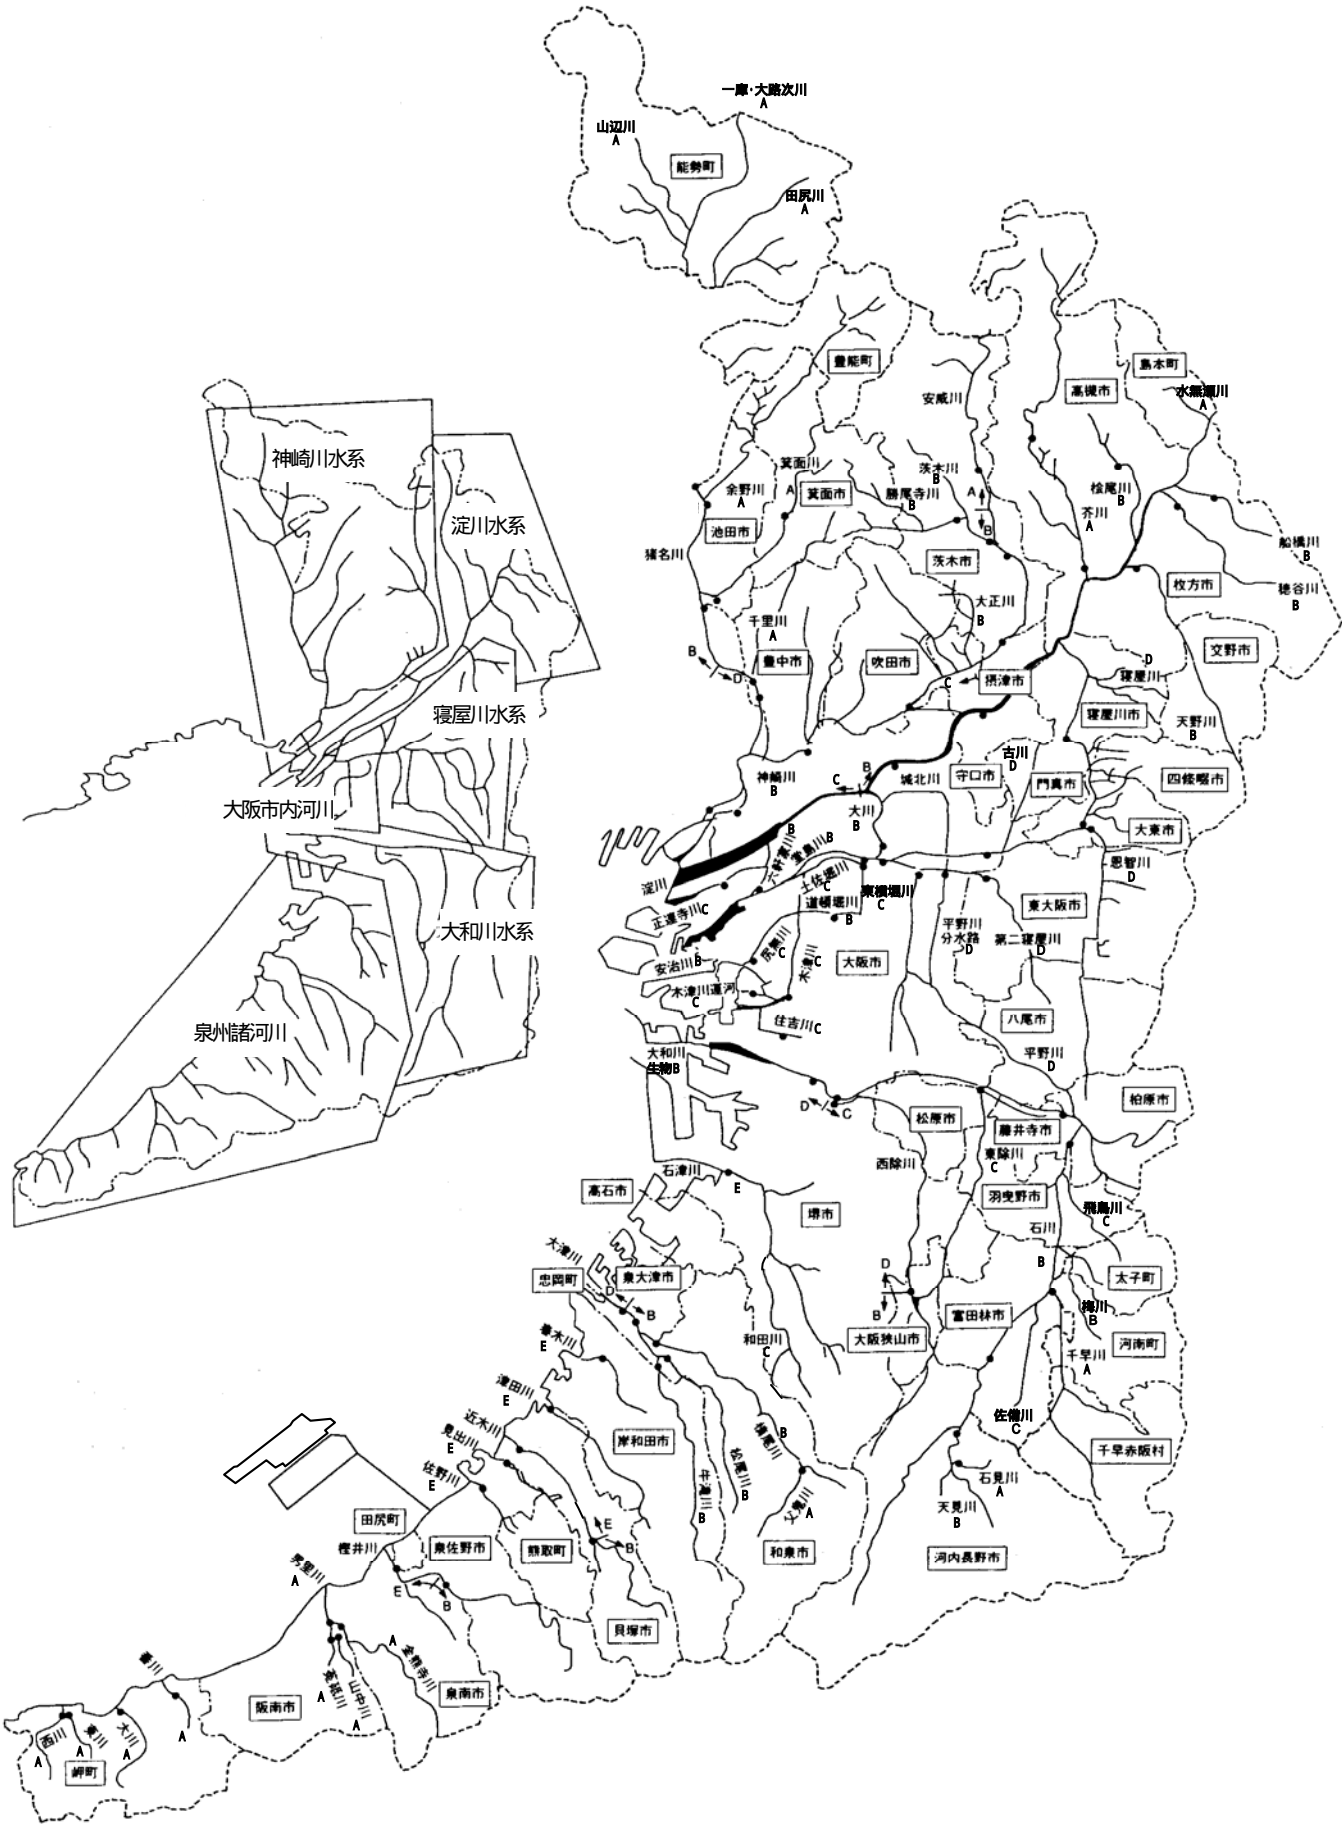 一庫・大路次川
A
山辺川
A
能勢町
田尻川
A
豊能町
島本町
安威川
高槻市
水無瀬川
A
神崎川水系
淀川水系
箕面川
A
茨木川
B
余野川
A
箕面市
勝尾寺川
B
A
B
桧尾川
B
芥川
A
池田市
猪名川
茨木市
船橋川
B
枚方市
穂谷川
B
大正川
B
千里川
A
豊中市
吹田市
交野市
B
D
C
摂津市
D
寝屋川
寝屋川水系
寝屋川市
天野川
B
古川
D
神崎川
B
C
B
城北川
守口市
門真市
四條畷市
大阪市内河川
大川
B
大東市
B
六軒家川
堂島川
B
恩智川
D
淀川
土佐堀川
C
道頓堀川
B
東横堀川
C
東大阪市
正蓮寺川
C
平野川
分水路
D
第二寝屋川
D
大和川水系
安治川
B
尻無川
C
木津川
C
大阪市
木津川運河
C
住吉川
C
八尾市
泉州諸河川
大和川
生物B
平野川
D
柏原市
D
C
松原市
藤井寺市
東除川
C
西除川
石津川
E
高石市
堺市
羽曳野市
飛鳥川
C
石川
B
大津川
忠岡町
泉大津市
D
B
D
B
太子町
梅川
B
富田林市
春木川
E
和田川
C
大阪狭山市
河南町
千早川
A
津田川
E
近木川
見出川
E
佐備川
C
岸和田市
槇尾川
B
千早赤阪村
松尾川
B
牛滝川
B
佐野川
E
父鬼川
A
石見川
A
天見川
B
田尻町
E
B
樫井川
泉佐野市
熊取町
和泉市
河内長野市
男里川
A
E
B
貝塚市
A
金熊寺川
番川
A
菟砥川
A
山中川
A
阪南市
泉南市
西川
A
東川
A
大川
A
岬町